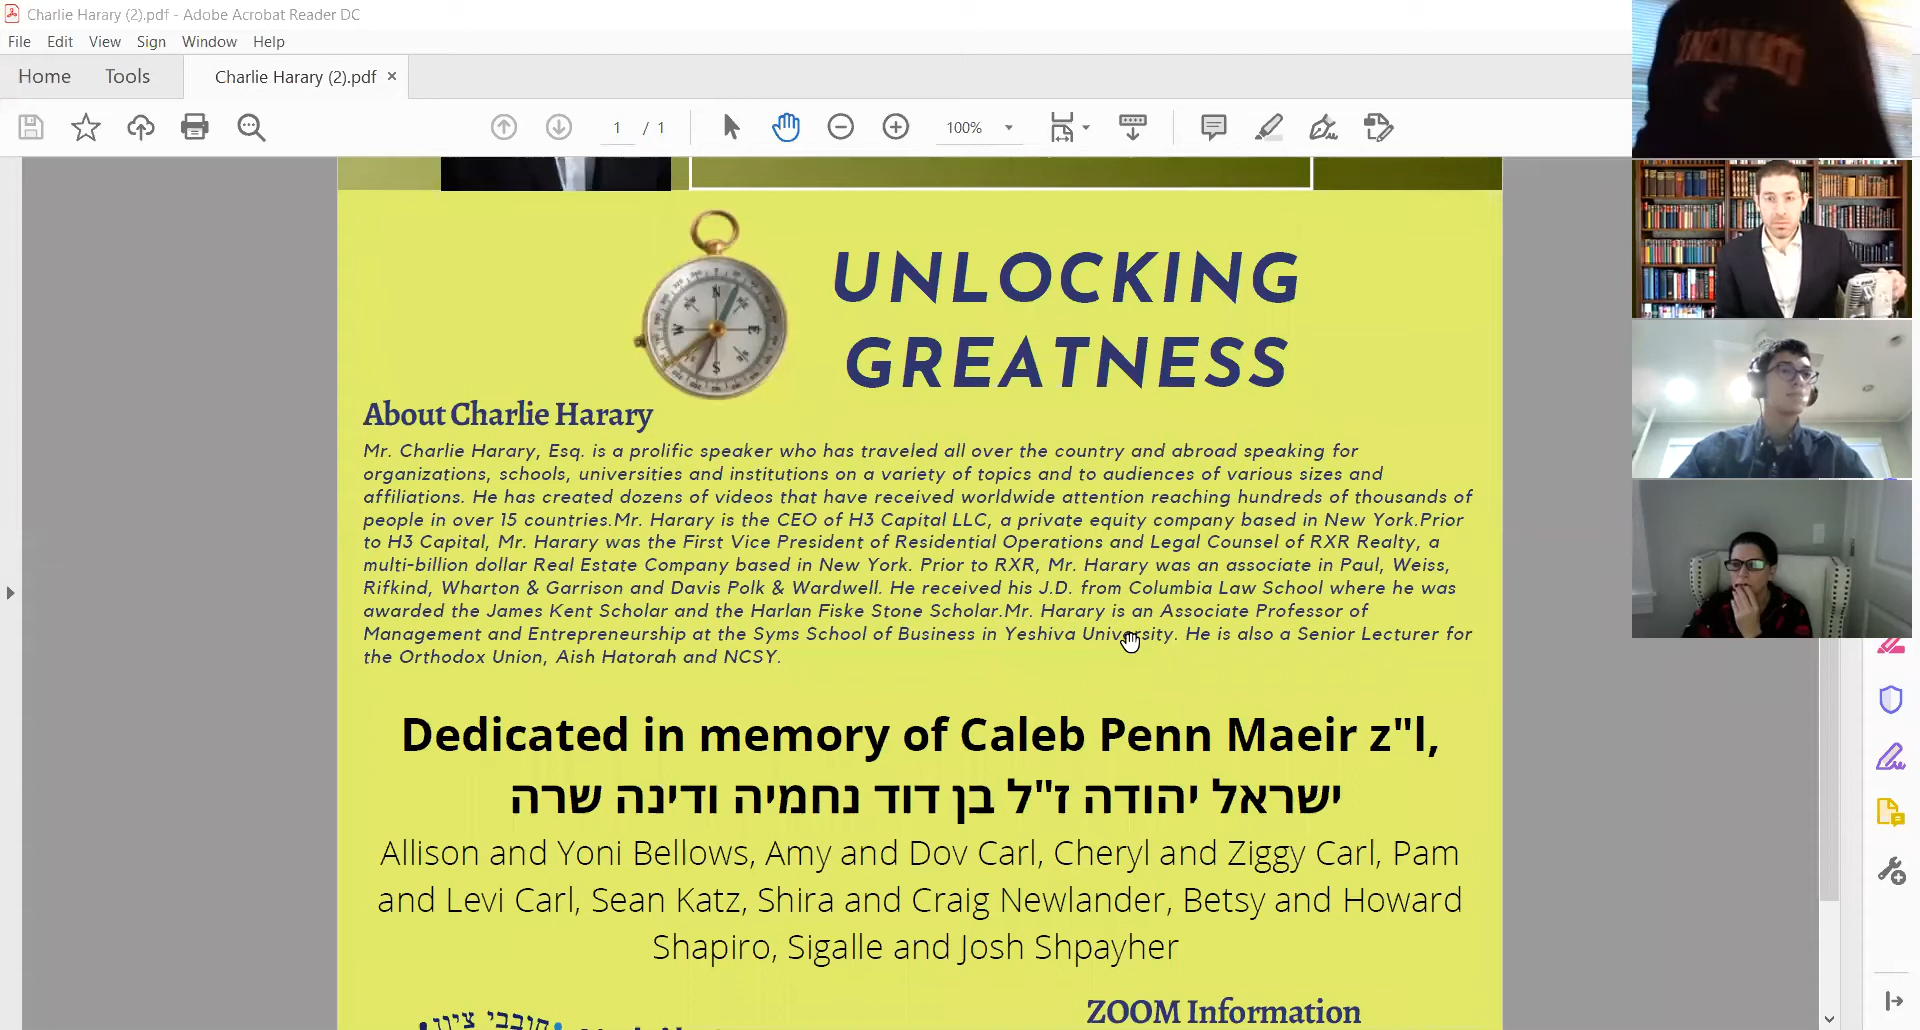 Charlie Harary (2).pdf - Adobe Acrobat Reader DC
File Edit View Sign Window Help
Home Tools Charlie Harary (2).pdf ×
1 / 1 100%
UNLOCKING
GREATNESS
About Charlie Harary
Mr. Charlie Harary, Esq. is a prolific speaker who has traveled all over the country and abroad speaking for
organizations, schools, universities and institutions on a variety of topics and to audiences of various sizes and
affiliations. He has created dozens of videos that have received worldwide attention reaching hundreds of thousands of
people in over 15 countries.Mr. Harary is the CEO of H3 Capital LLC, a private equity company based in New York.Prior
to H3 Capital, Mr. Harary was the First Vice President of Residential Operations and Legal Counsel of RXR Realty, a
multi-billion dollar Real Estate Company based in New York. Prior to RXR, Mr. Harary was an associate in Paul, Weiss,
Rifkind, Wharton & Garrison and Davis Polk & Wardwell. He received his J.D. from Columbia Law School where he was
awarded the James Kent Scholar and the Harlan Fiske Stone Scholar.Mr. Harary is an Associate Professor of
Management and Entrepreneurship at the Syms School of Business in Yeshiva University. He is also a Senior Lecturer for
the Orthodox Union, Aish Hatorah and NCSY.
Dedicated in memory of Caleb Penn Maeir z"l,
ישראל יהודה ז"ל בן דוד נחמיה ודינה שרה
Allison and Yoni Bellows, Amy and Dov Carl, Cheryl and Ziggy Carl, Pam
and Levi Carl, Sean Katz, Shira and Craig Newlander, Betsy and Howard
Shapiro, Sigalle and Josh Shpayher
חובבי ציון
ZOOM Information